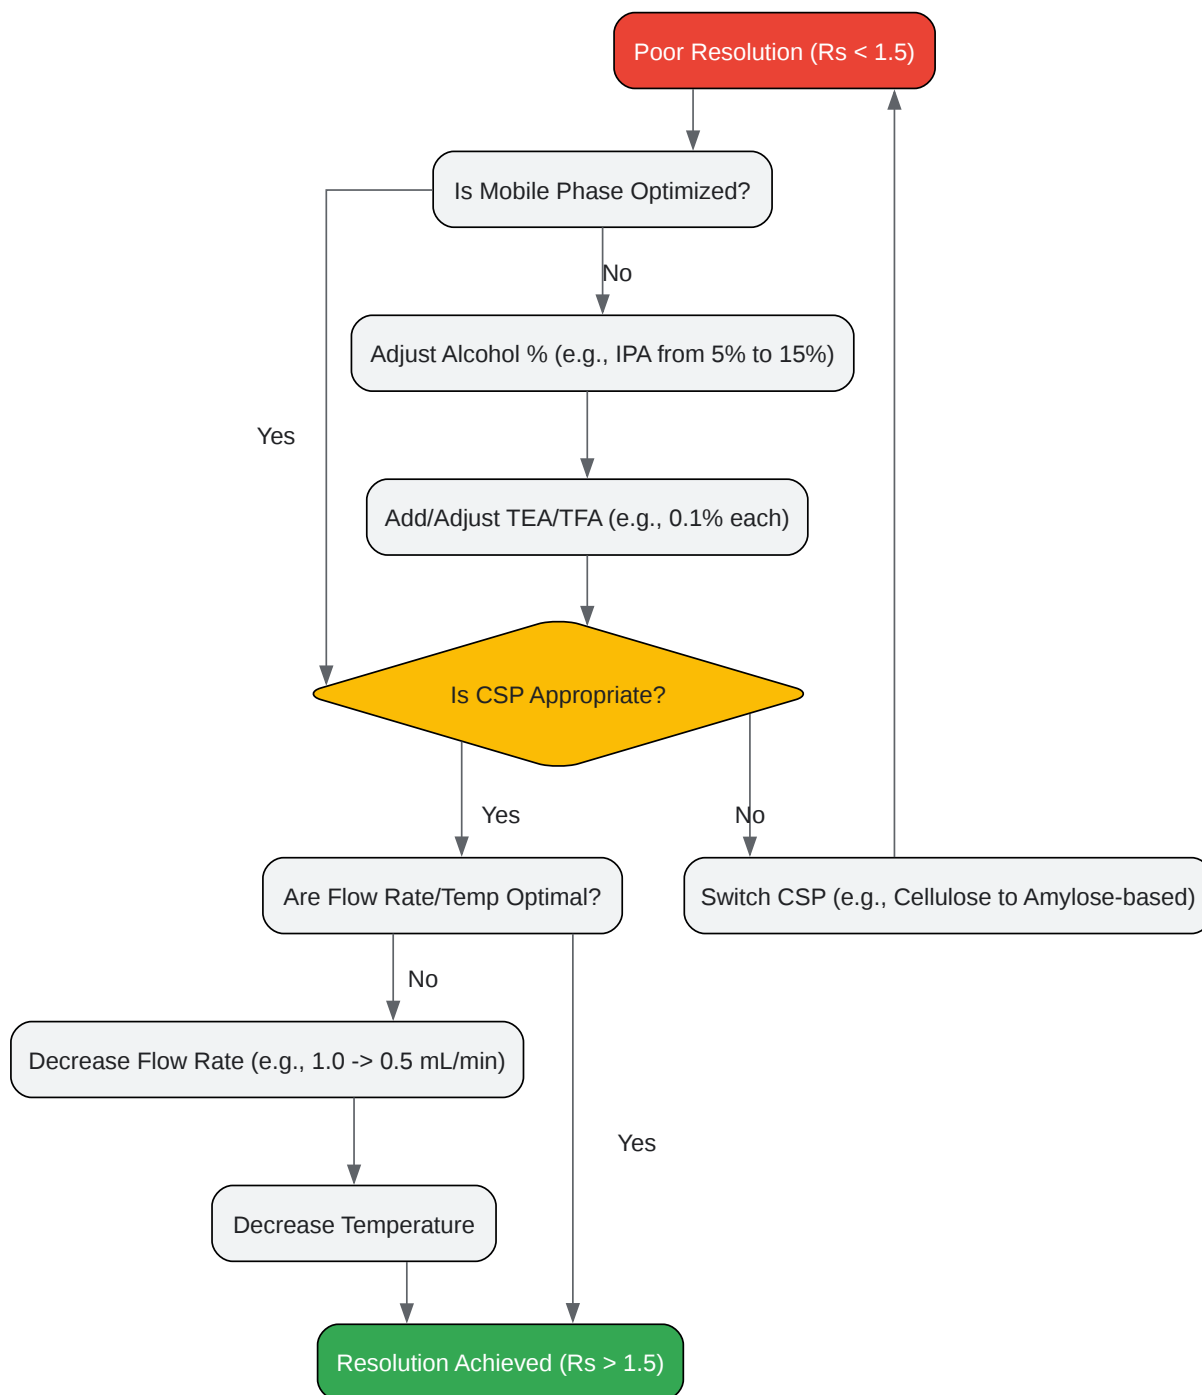 Poor Resolution (Rs < 1.5)
Is Mobile Phase Optimized?
No
Adjust Alcohol % (e.g., IPA from 5% to 15%)
Yes
Add/Adjust TEA/TFA (e.g., 0.1% each)
Is CSP Appropriate?
Yes
No
Are Flow Rate/Temp Optimal?
Switch CSP (e.g., Cellulose to Amylose-based)
No
Decrease Flow Rate (e.g., 1.0 -> 0.5 mL/min)
Yes
Decrease Temperature
Resolution Achieved (Rs > 1.5)